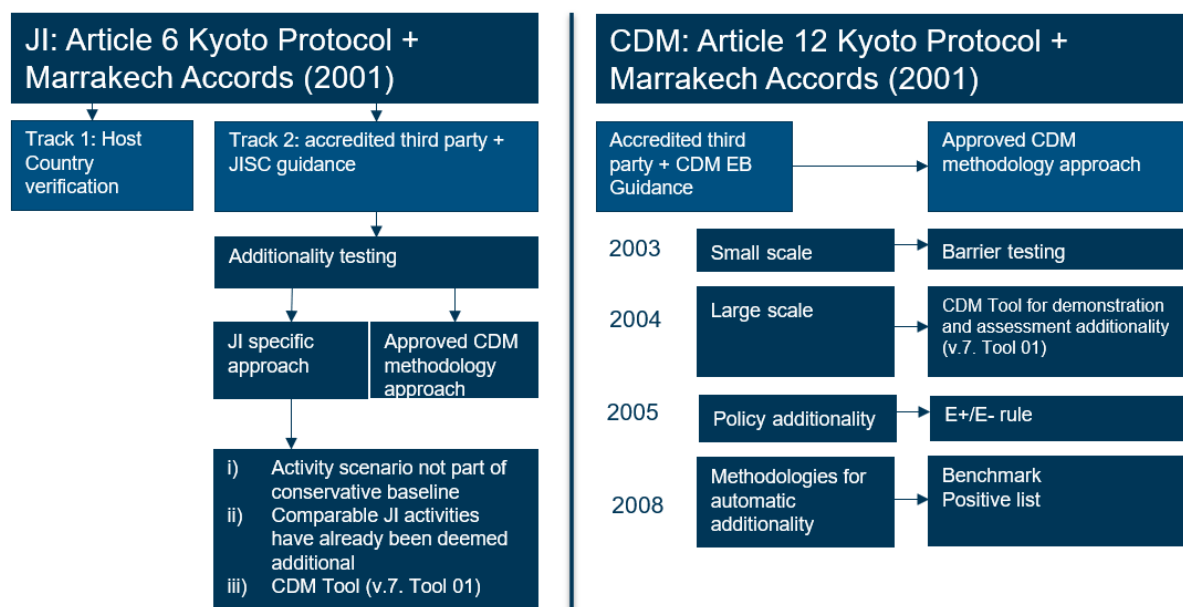 JI: Article 6 Kyoto Protocol +
Marrakech Accords (2001)
Track 1: Host
Country
verification
Track 2: accredited third party +
JISC guidance
Additionality testing
JI specific
approach
Approved CDM
methodology
approach
i) Activity scenario not part of
conservative baseline
ii) Comparable JI activities
have already been deemed
additional
iii) CDM Tool (v.7. Tool 01)
CDM: Article 12 Kyoto Protocol +
Marrakech Accords (2001)
Accredited third
party + CDM EB
Guidance
Approved CDM
methodology approach
2003
Small scale
Barrier testing
2004
Large scale
CDM Tool for demonstration
and assessment additionality
(v.7. Tool 01)
2005
Policy additionality
E+/E- rule
2008
Methodologies for
automatic
additionality
Benchmark
Positive list